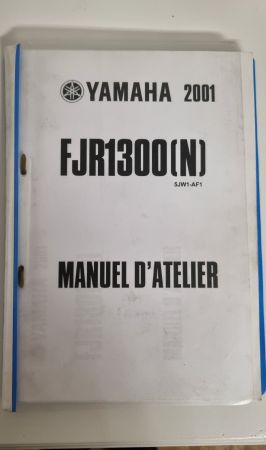 YAMAHA 2001
FJR1300(N)
5JW1-AF1
MANUEL D'ATELIER